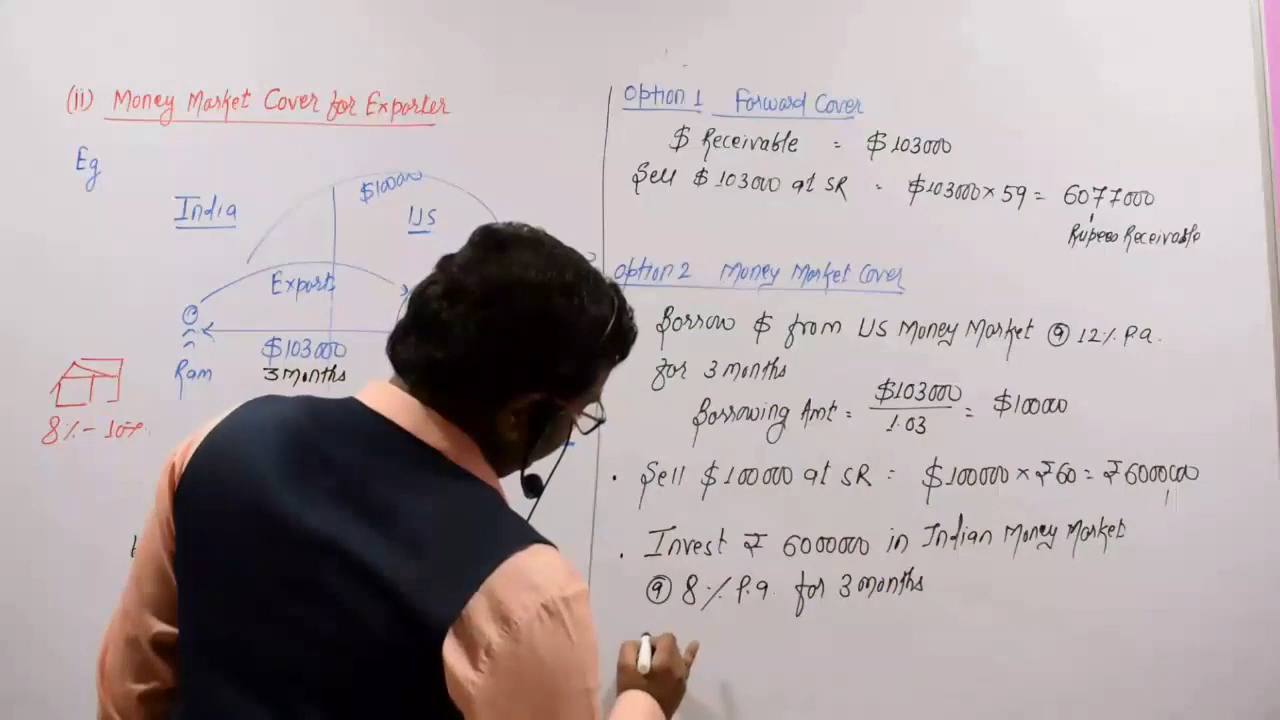 (ii) Money Market Cover for Exporter
Eg
$100000
India
US
Export
$103000
Ram
3 Months
8% - 10%
Option 1 Forward Cover
$ Receivable = $103000
Sell $103000 at SR = $103000 × 59 = 6077000
Rupees Receivable
Option 2 Money Market Cover
Borrow $ from US Money Market @ 12% P.a.
for 3 months
Borrowing Amt = $103000 / 1.03 = $100000
• Sell $100000 at SR = $100000 × ₹60 = ₹6000000
• Invest ₹ 6000000 in Indian Money Market
@ 8% P.a. for 3 months